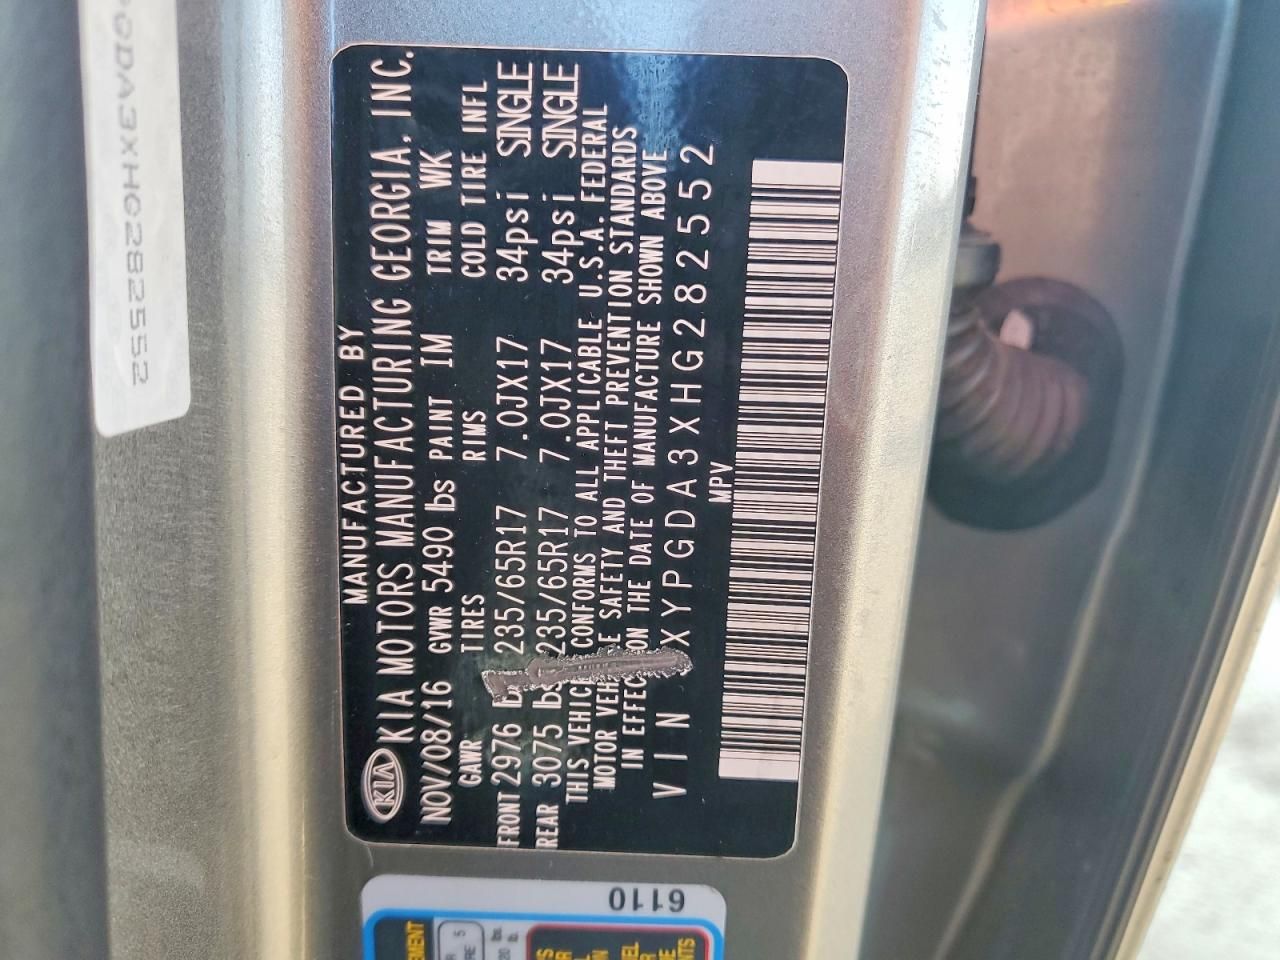 MANUFACTURED BY
KIA KIA MOTORS MANUFACTURING GEORGIA, INC.
NOV/08/16 GVWR 5490 lbs PAINT IM TRIM WK
GAWR TIRES RIMS COLD TIRE INFL
FRONT 2976 235/65R17 7.0JX17 34psi SINGLE
REAR 3075 lbs 235/65R17 7.0JX17 34psi SINGLE
THIS CONFORMS TO ALL APPLICABLE U.S.A. FEDERAL
MOTOR SAFETY AND THEFT PREVENTION STANDARDS
IN ON THE DATE OF MANUFACTURE SHOWN ABOVE
VIN XYPGDA3XHG282552
MPV
DA3XHG282552
6110